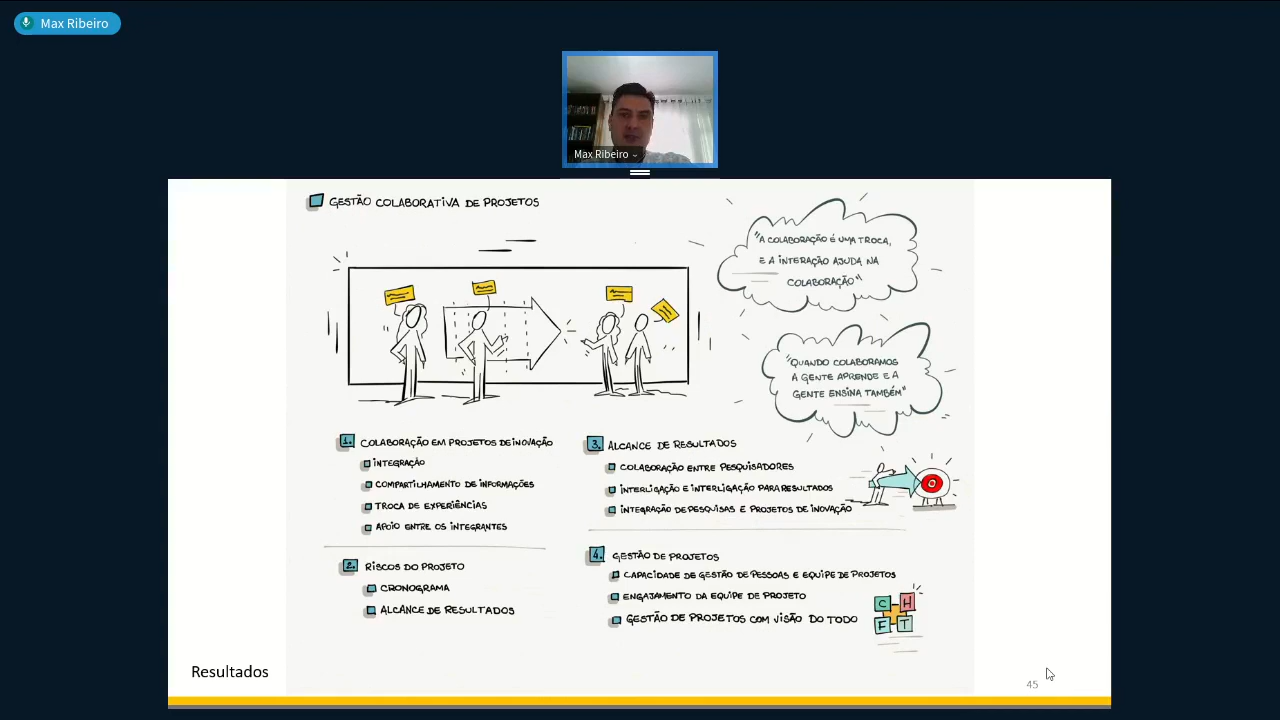 Max Ribeiro
Max Ribeiro
GESTÃO COLABORATIVA DE PROJETOS
"A COLABORAÇÃO É UMA TROCA,
E A INTERAÇÃO AJUDA NA
COLABORAÇÃO"
"QUANDO COLABORAMOS
A GENTE APRENDE E A
GENTE ENSINA TAMBÉM"
1. COLABORAÇÃO EM PROJETOS DE INOVAÇÃO
INTEGRAÇÃO
COMPARTILHAMENTO DE INFORMAÇÕES
TROCA DE EXPERIÊNCIAS
APOIO ENTRE OS INTEGRANTES
2. RISCOS DO PROJETO
CRONOGRAMA
ALCANCE DE RESULTADOS
3. ALCANCE DE RESULTADOS
COLABORAÇÃO ENTRE PESQUISADORES
INTERLIGAÇÃO E INTERLIGAÇÃO PARA RESULTADOS
INTEGRAÇÃO DE PESQUISAS E PROJETOS DE INOVAÇÃO
4. GESTÃO DE PROJETOS
CAPACIDADE DE GESTÃO DE PESSOAS E EQUIPE DE PROJETOS
ENGAJAMENTO DA EQUIPE DE PROJETO
GESTÃO DE PROJETOS COM VISÃO DO TODO
C H
F T
Resultados
45